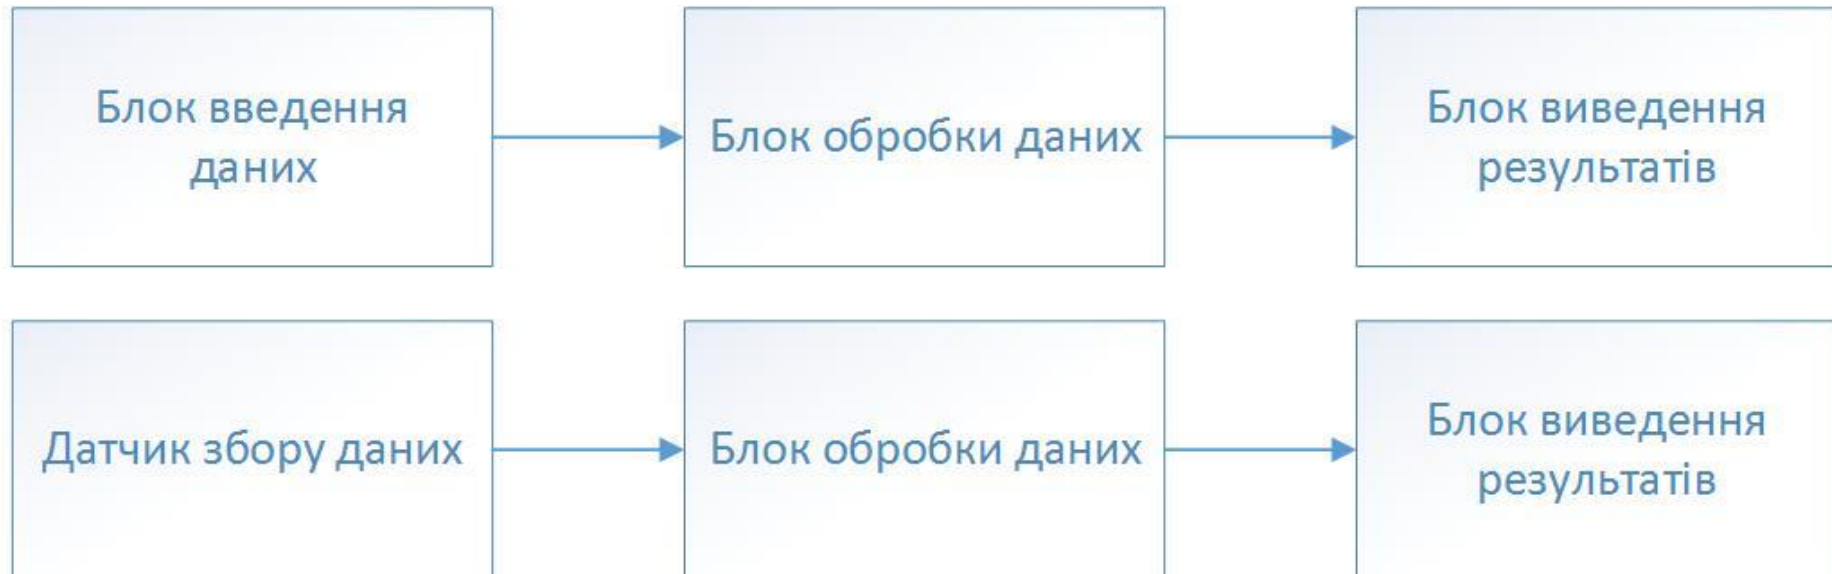 Блок введення
даних
Блок обробки даних
Блок виведення
результатів
Датчик збору даних
Блок обробки даних
Блок виведення
результатів